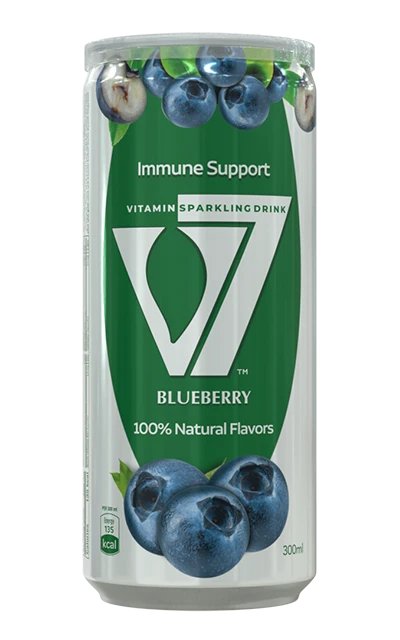 Immune Support
VITAMIN SPARKLING DRINK
V7
TM
BLUEBERRY
100% Natural Flavors
Energy
135
kcal
300ml